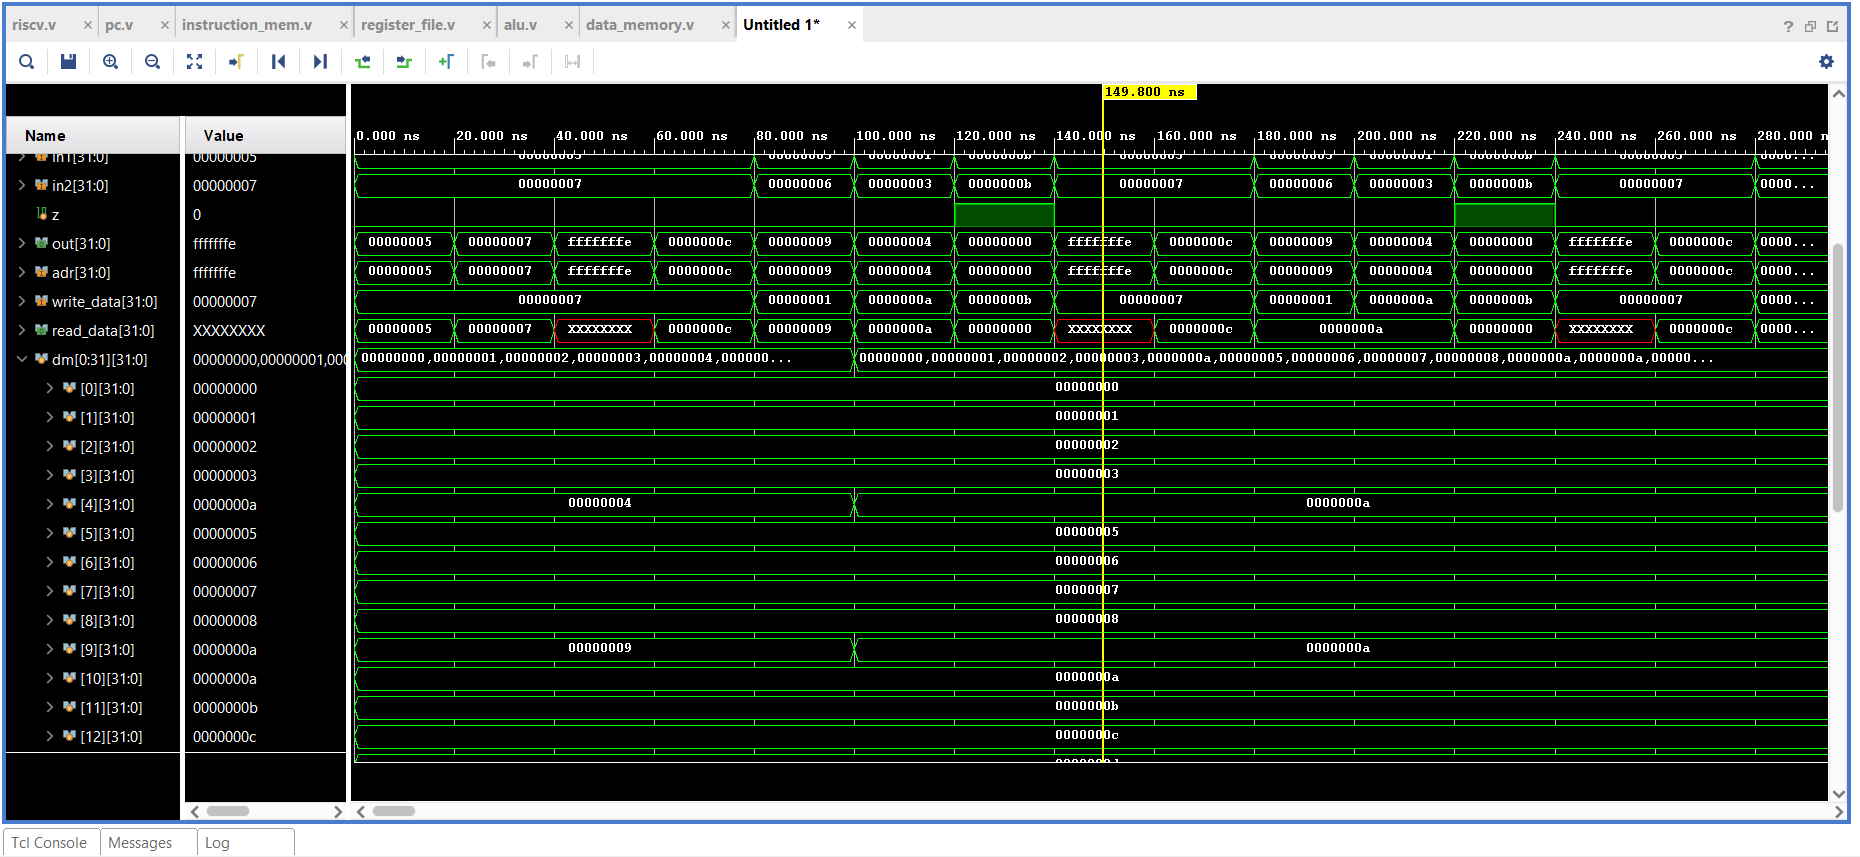 riscv.v × pc.v × instruction_mem.v × register_file.v × alu.v × data_memory.v × Untitled 1* × ?
149.800 ns
Name Value
0.000 ns 20.000 ns 40.000 ns 60.000 ns 80.000 ns 100.000 ns 120.000 ns 140.000 ns 160.000 ns 180.000 ns 200.000 ns 220.000 ns 240.000 ns 260.000 ns 280.000 n
in1[31:0] 00000005 00000005 00000005 00000001 0000000b 00000005 00000005 00000001 0000000b 00000005 0000...
in2[31:0] 00000007 00000007 00000006 00000003 0000000b 00000007 00000006 00000003 0000000b 00000007 0000...
z 0
out[31:0] fffffffe 00000005 00000007 fffffffe 0000000c 00000009 00000004 00000000 fffffffe 0000000c 00000009 00000004 00000000 fffffffe 0000000c 0000...
adr[31:0] fffffffe 00000005 00000007 fffffffe 0000000c 00000009 00000004 00000000 fffffffe 0000000c 00000009 00000004 00000000 fffffffe 0000000c 0000...
write_data[31:0] 00000007 00000007 00000001 0000000a 0000000b 00000007 00000001 0000000a 0000000b 00000007 0000...
read_data[31:0] XXXXXXXX 00000005 00000007 XXXXXXXX 0000000c 00000009 0000000a 00000000 XXXXXXXX 0000000c 0000000a 00000000 XXXXXXXX 0000000c 0000...
dm[0:31][31:0] 00000000,00000001,000 00000000,00000001,00000002,00000003,00000004,000000... 00000000,00000001,00000002,00000003,0000000a,00000005,00000006,00000007,00000008,0000000a,0000000a,00000...
[0][31:0] 00000000 00000000
[1][31:0] 00000001 00000001
[2][31:0] 00000002 00000002
[3][31:0] 00000003 00000003
[4][31:0] 0000000a 00000004 0000000a
[5][31:0] 00000005 00000005
[6][31:0] 00000006 00000006
[7][31:0] 00000007 00000007
[8][31:0] 00000008 00000008
[9][31:0] 0000000a 00000009 0000000a
[10][31:0] 0000000a 0000000a
[11][31:0] 0000000b 0000000b
[12][31:0] 0000000c 0000000c
Tcl Console Messages Log